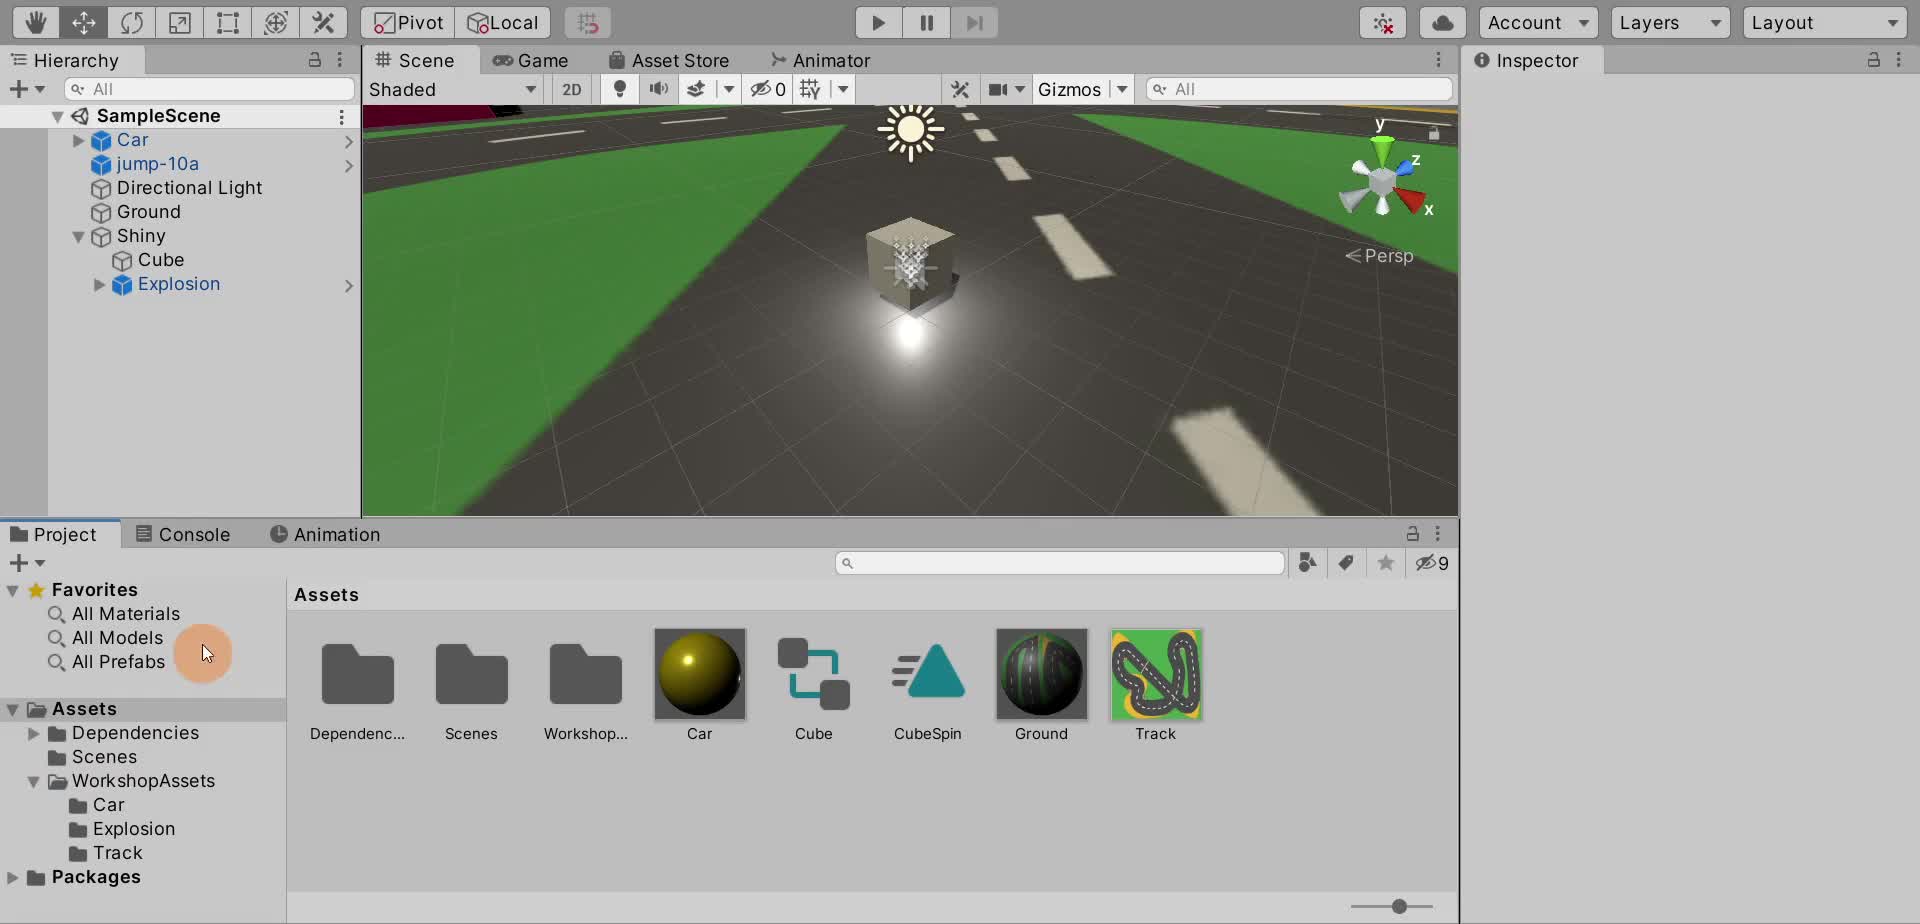 Pivot Local Account Layers Layout
Hierarchy
All
SampleScene
Car
jump-10a
Directional Light
Ground
Shiny
Cube
Explosion
Scene Game Asset Store Animator
Shaded 2D 0 Gizmos All
y
z
x
Persp
Inspector
Project Console Animation
9
Favorites
All Materials
All Models
All Prefabs
Assets
Dependencies
Scenes
WorkshopAssets
Car
Explosion
Track
Packages
Assets
Dependenc... Scenes Workshop... Car Cube CubeSpin Ground Track